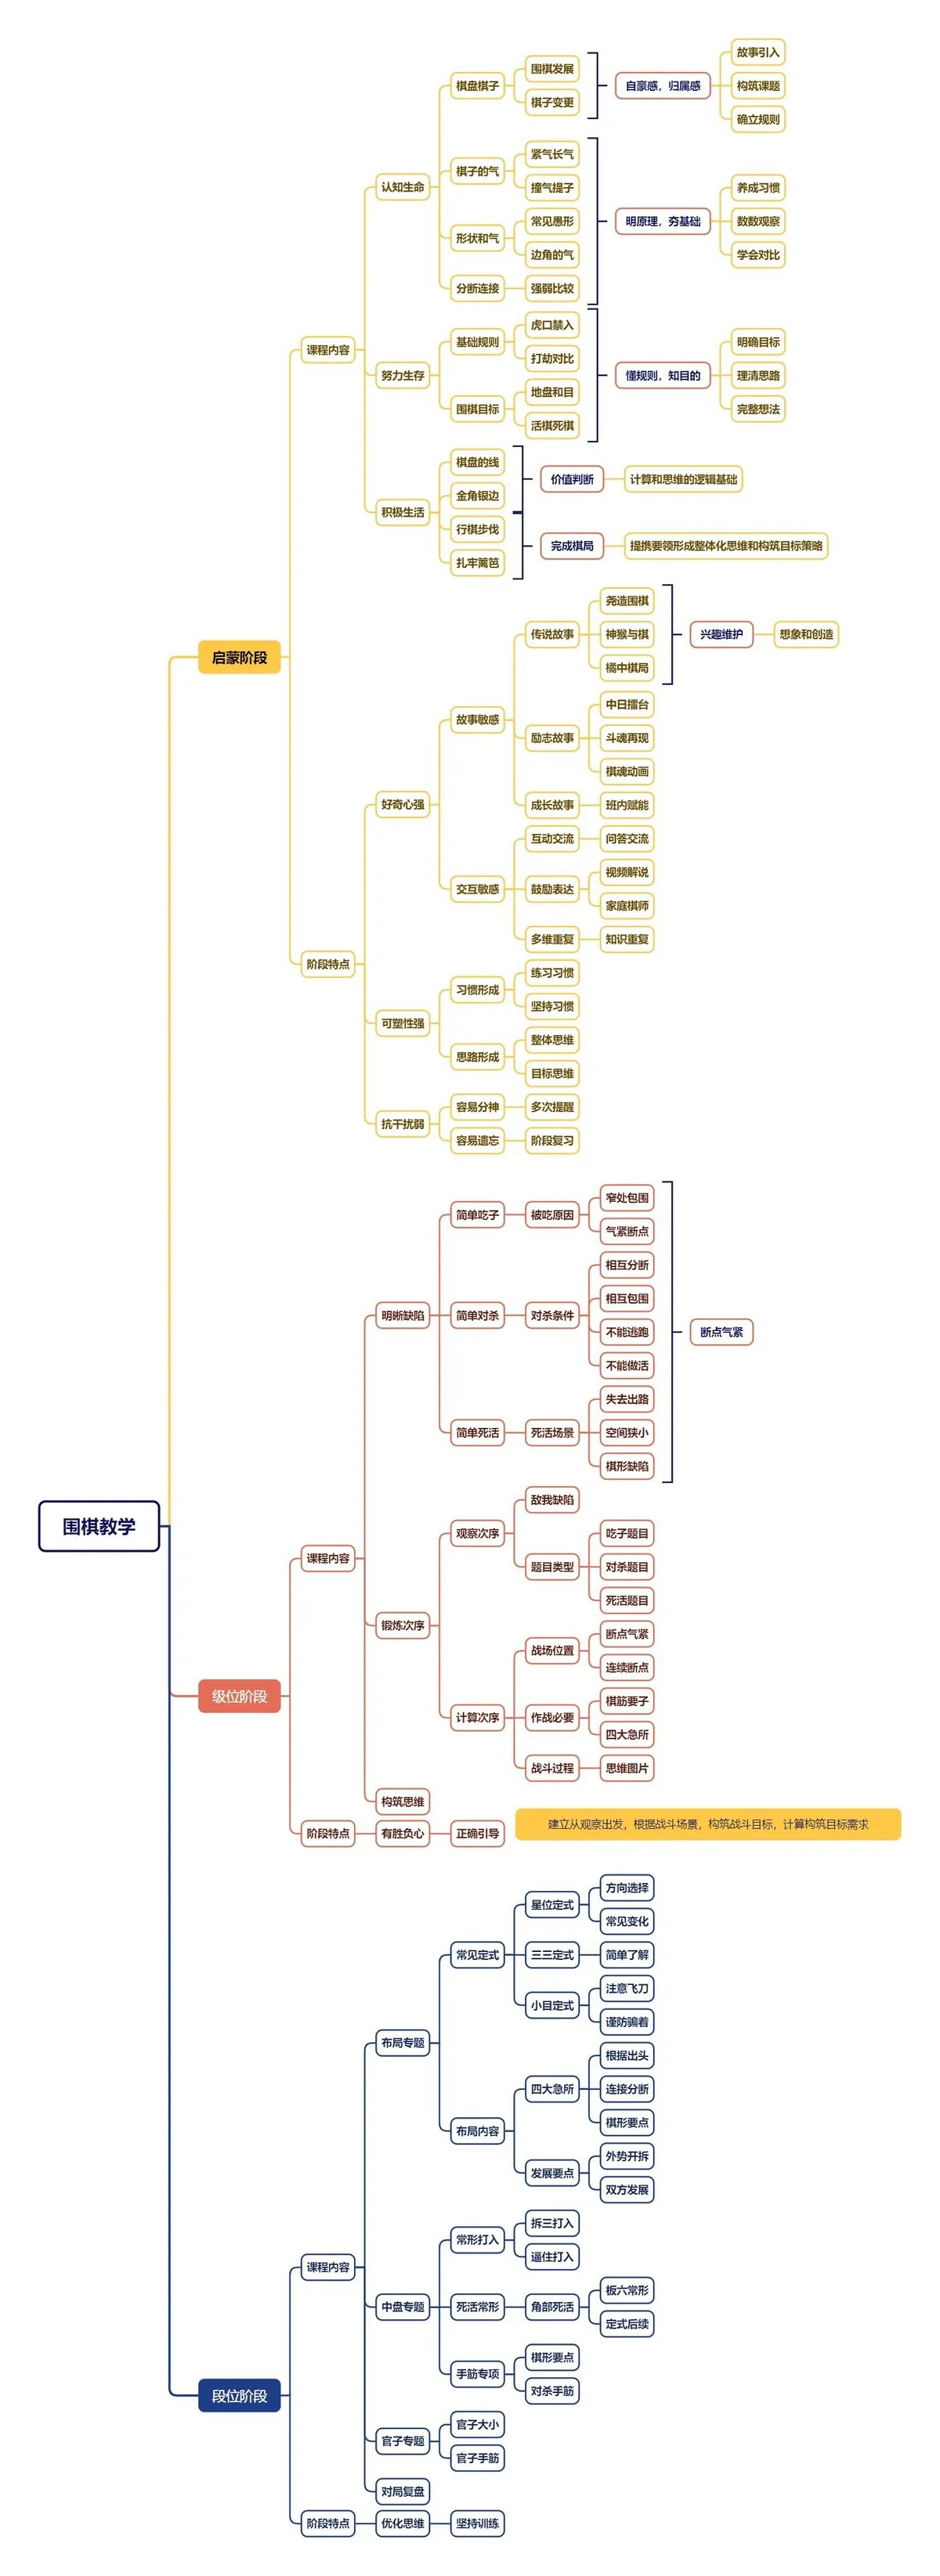 围棋教学
启蒙阶段
课程内容
认知生命
棋盘棋子
围棋发展
棋子变更
自豪感，归属感
故事引入
构筑课题
确立规则
棋子的气
紧气长气
撞气提子
形状和气
常见愚形
边角的气
分断连接
强弱比较
明原理，夯基础
养成习惯
数数观察
学会对比
努力生存
基础规则
虎口禁入
打劫对比
围棋目标
地盘和目
活棋死棋
懂规则，知目的
明确目标
理清思路
完整想法
积极生活
棋盘的线
金角银边
价值判断
计算和思维的逻辑基础
行棋步伐
扎牢篱笆
完成棋局
提携要领形成整体化思维和构筑目标策略
阶段特点
好奇心强
故事敏感
传说故事
尧造围棋
神猴与棋
橘中棋局
兴趣维护
想象和创造
励志故事
中日擂台
斗魂再现
棋魂动画
成长故事
班内赋能
交互敏感
互动交流
问答交流
鼓励表达
视频解说
家庭棋师
多维重复
知识重复
可塑性强
习惯形成
练习习惯
坚持习惯
思路形成
整体思维
目标思维
抗干扰弱
容易分神
多次提醒
容易遗忘
阶段复习
级位阶段
课程内容
明晰缺陷
简单吃子
被吃原因
窄处包围
气紧断点
简单对杀
对杀条件
相互分断
相互包围
不能逃跑
不能做活
简单死活
死活场景
失去出路
空间狭小
棋形缺陷
断点气紧
锻炼次序
观察次序
敌我缺陷
题目类型
吃子题目
对杀题目
死活题目
计算次序
战场位置
断点气紧
连续断点
作战必要
棋筋要子
四大急所
战斗过程
思维图片
构筑思维
阶段特点
有胜负心
正确引导
建立从观察出发，根据战斗场景，构筑战斗目标，计算构筑目标需求
段位阶段
课程内容
布局专题
常见定式
星位定式
方向选择
常见变化
三三定式
简单了解
小目定式
注意飞刀
谨防骗着
布局内容
四大急所
根据出头
连接分断
棋形要点
发展要点
外势开拆
双方发展
中盘专题
常形打入
拆三打入
逼住打入
死活常形
角部死活
板六常形
定式后续
手筋专项
棋形要点
对杀手筋
官子专题
官子大小
官子手筋
对局复盘
阶段特点
优化思维
坚持训练